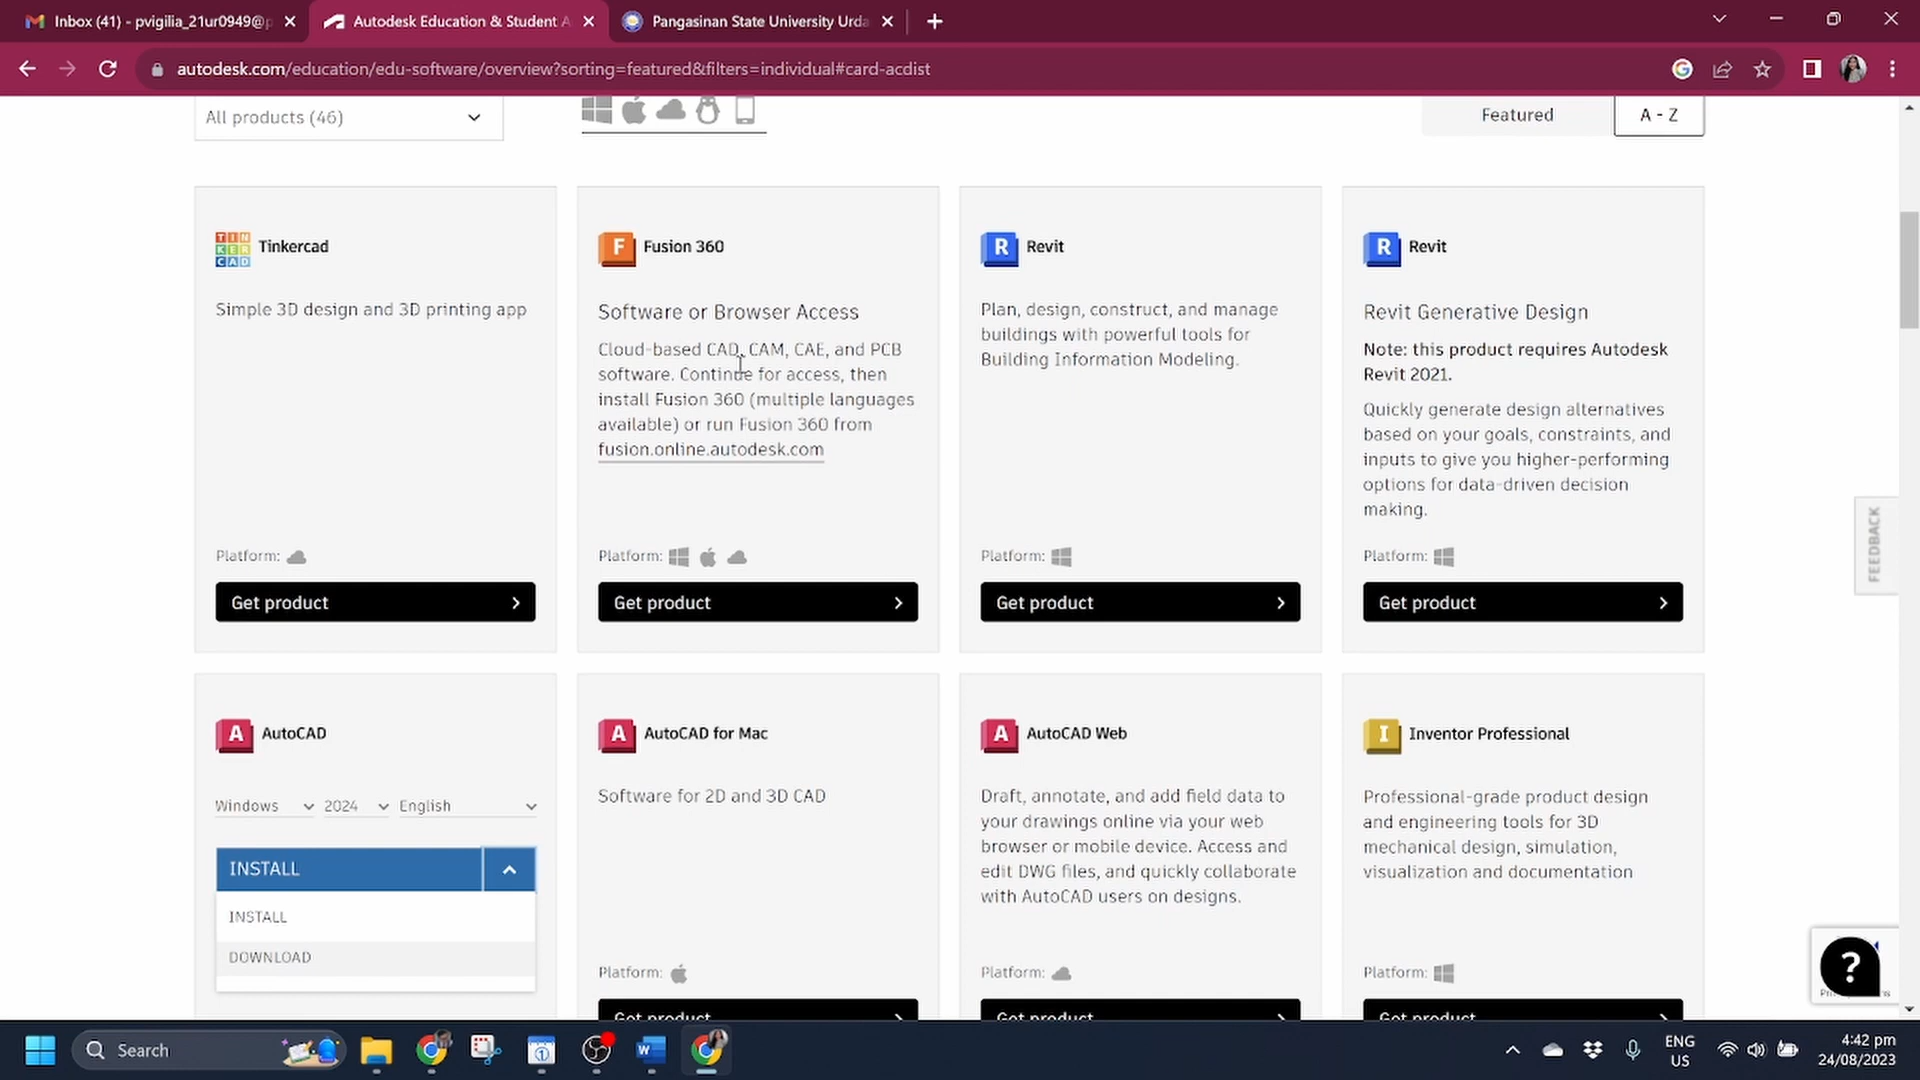 Inbox (41) - pvigilia_21ur0949@p
Autodesk Education & Student A
Pangasinan State University Urda
autodesk.com/education/edu-software/overview?sorting=featured&filters=individual#card-acdist
All products (46)
Featured
A - Z
TINKERCAD
Tinkercad
Simple 3D design and 3D printing app
Platform:
Get product
F
Fusion 360
Software or Browser Access
Cloud-based CAD, CAM, CAE, and PCB
software. Continue for access, then
install Fusion 360 (multiple languages
available) or run Fusion 360 from
fusion.online.autodesk.com
Platform:
Get product
R
Revit
Plan, design, construct, and manage
buildings with powerful tools for
Building Information Modeling.
Platform:
Get product
R
Revit
Revit Generative Design
Note: this product requires Autodesk
Revit 2021.
Quickly generate design alternatives
based on your goals, constraints, and
inputs to give you higher-performing
options for data-driven decision
making.
Platform:
Get product
FEEDBACK
A
AutoCAD
Windows 2024 English
INSTALL
INSTALL
DOWNLOAD
A
AutoCAD for Mac
Software for 2D and 3D CAD
Platform:
Get product
A
AutoCAD Web
Draft, annotate, and add field data to
your drawings online via your web
browser or mobile device. Access and
edit DWG files, and quickly collaborate
with AutoCAD users on designs.
Platform:
Get product
I
Inventor Professional
Professional-grade product design
and engineering tools for 3D
mechanical design, simulation,
visualization and documentation
Platform:
Get product
?
Search
ENG
US
4:42 pm
24/08/2023